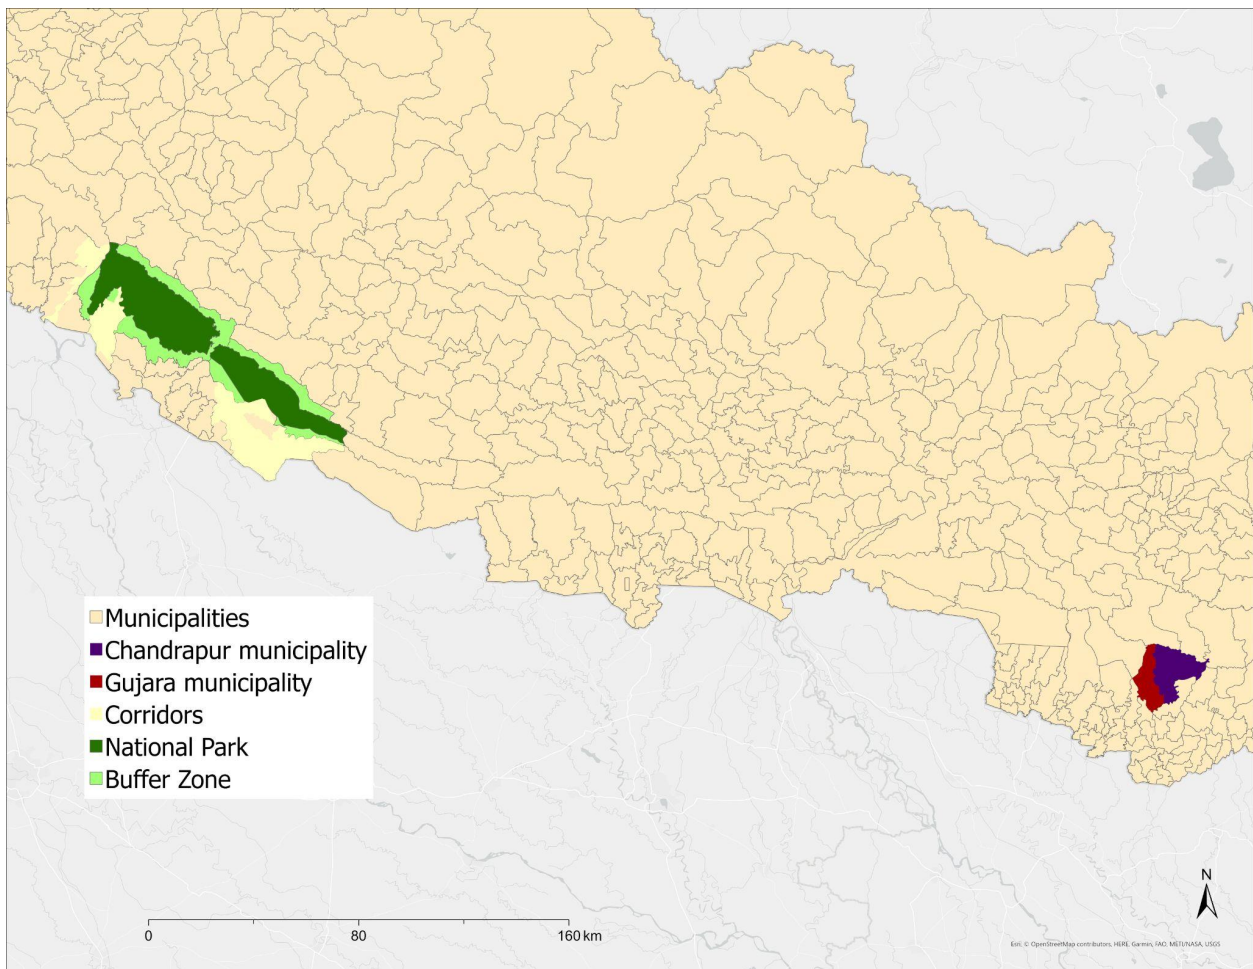 Municipalities
Chandrapur municipality
Gujara municipality
Corridors
National Park
Buffer Zone
N
0 80 160 km
Esri, © OpenStreetMap contributors, HERE, Garmin, FAO, METI/NASA, USGS